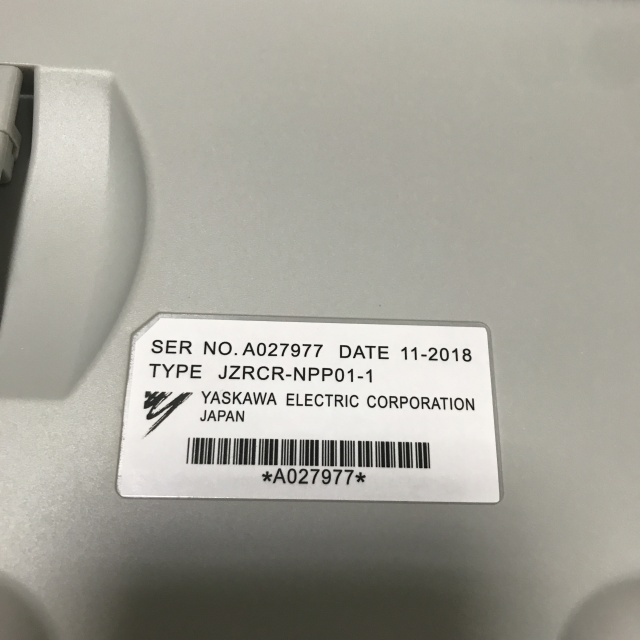 SER NO. A027977 DATE 11-2018
TYPE JZRCR-NPP01-1
YASKAWA ELECTRIC CORPORATION
JAPAN
*A027977*